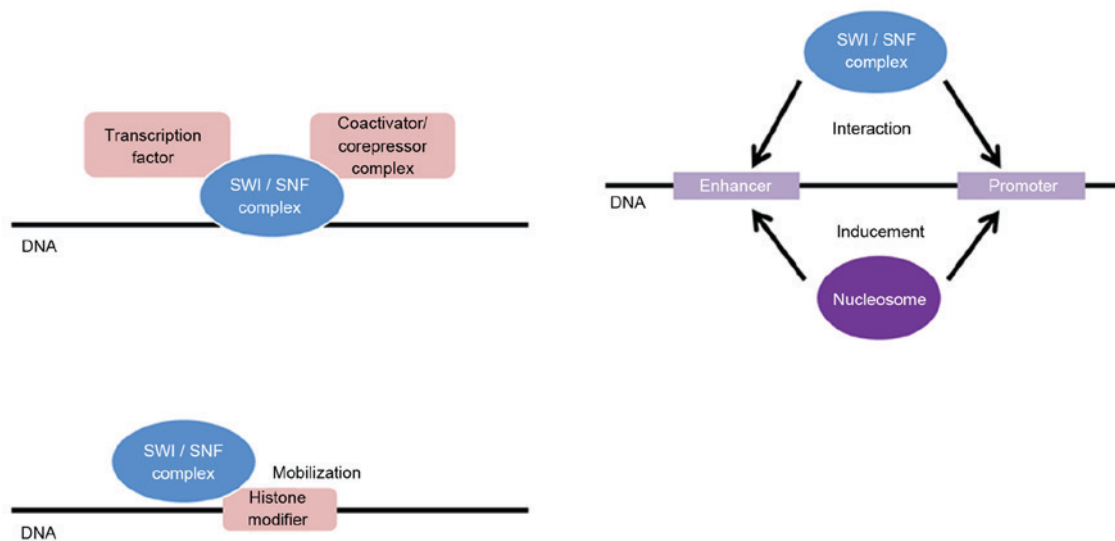 Transcription
factor
Coactivator/
corepressor
complex
SWI / SNF
complex
DNA
SWI / SNF
complex
Interaction
Enhancer
Promoter
DNA
Inducement
Nucleosome
SWI / SNF
complex
Mobilization
Histone
modifier
DNA